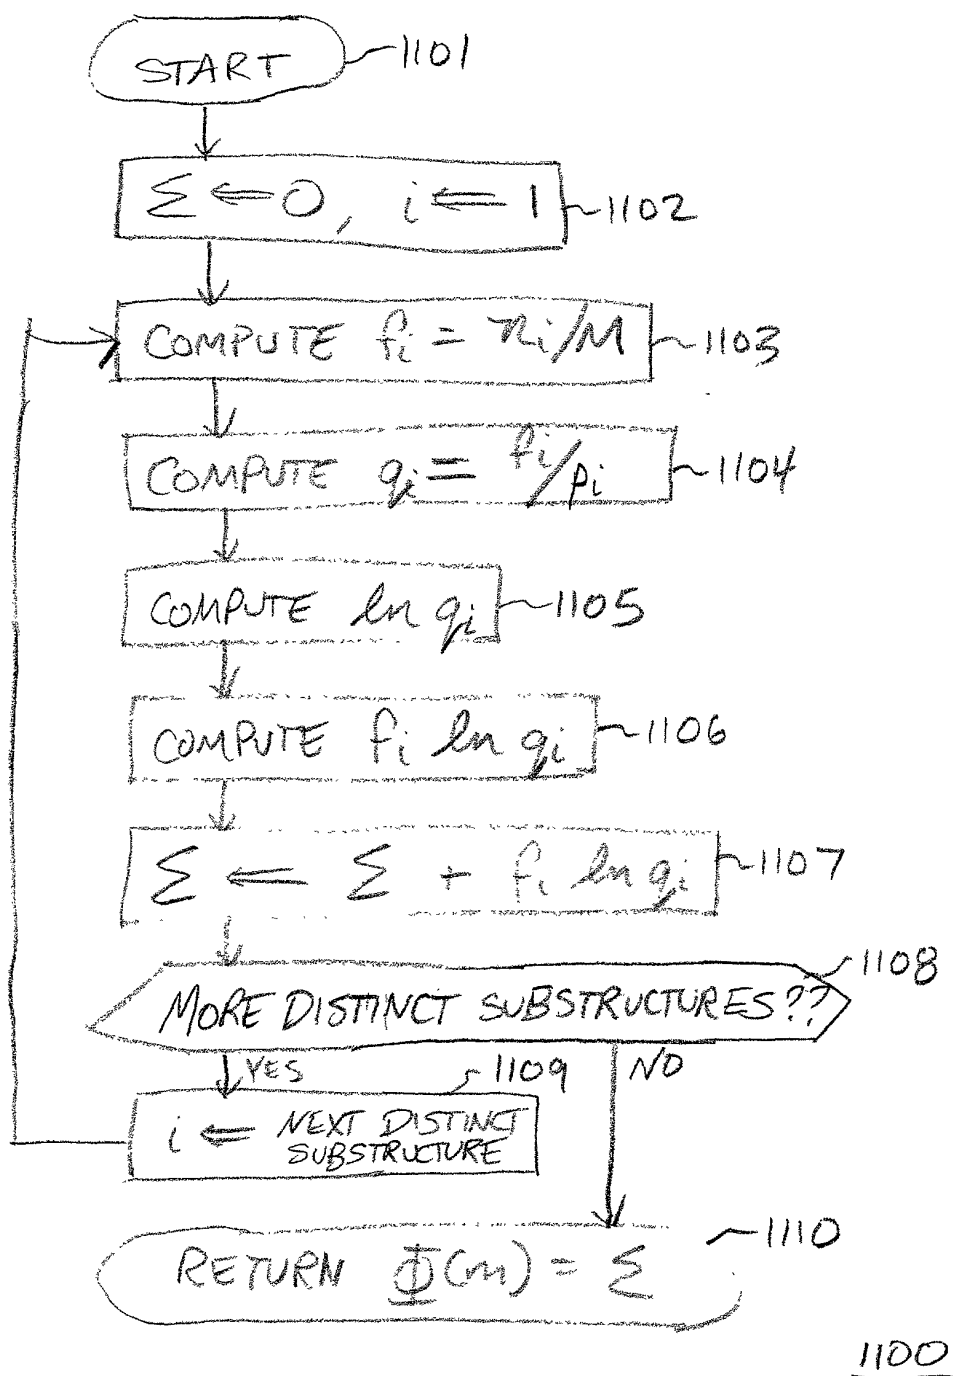 START 1101
Σ ⇐ 0, i ⇐ 1 1102
COMPUTE fi = ni/M 1103
COMPUTE qi = fi/pi 1104
COMPUTE ln qi 1105
COMPUTE fi ln qi 1106
Σ ⇐ Σ + fi ln qi 1107
1108
MORE DISTINCT SUBSTRUCTURES??
YES 1109 NO
i ⇐ NEXT DISTINCT
SUBSTRUCTURE
1110
RETURN Φ(m) = Σ
1100